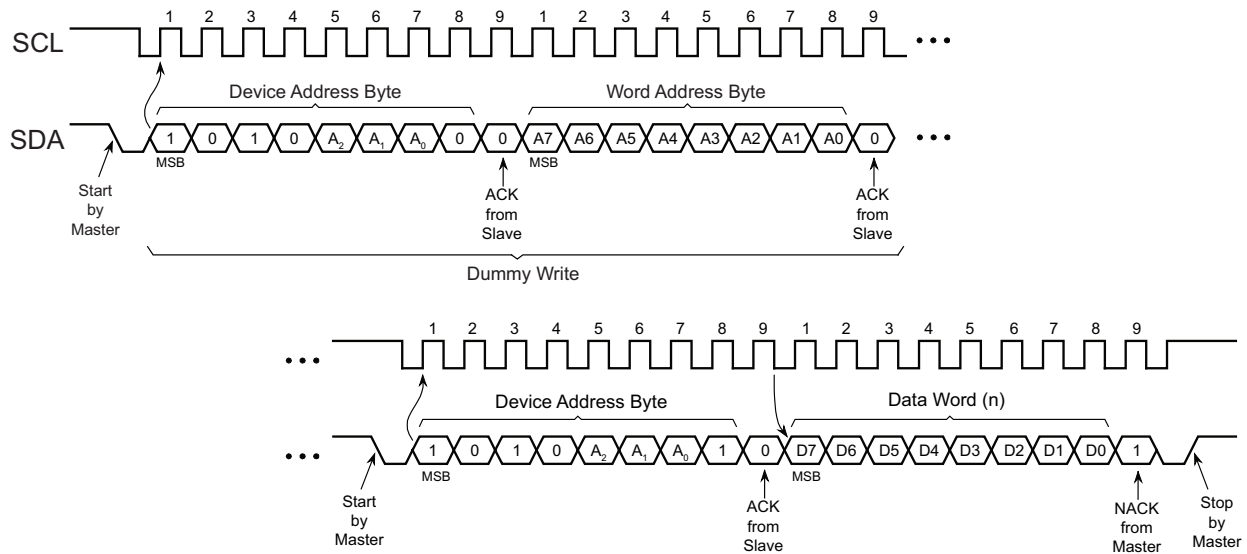 1 2 3 4 5 6 7 8 9 1 2 3 4 5 6 7 8 9
SCL
Device Address Byte Word Address Byte
SDA 1 0 1 0 A2 A1 A0 0 0 A7 A6 A5 A4 A3 A2 A1 A0 0
MSB MSB
Start by Master
ACK from Slave
ACK from Slave
Dummy Write
1 2 3 4 5 6 7 8 9 1 2 3 4 5 6 7 8 9
Device Address Byte Data Word (n)
1 0 1 0 A2 A1 A0 1 0 D7 D6 D5 D4 D3 D2 D1 D0 1
MSB MSB
Start by Master
ACK from Slave
NACK from Master
Stop by Master